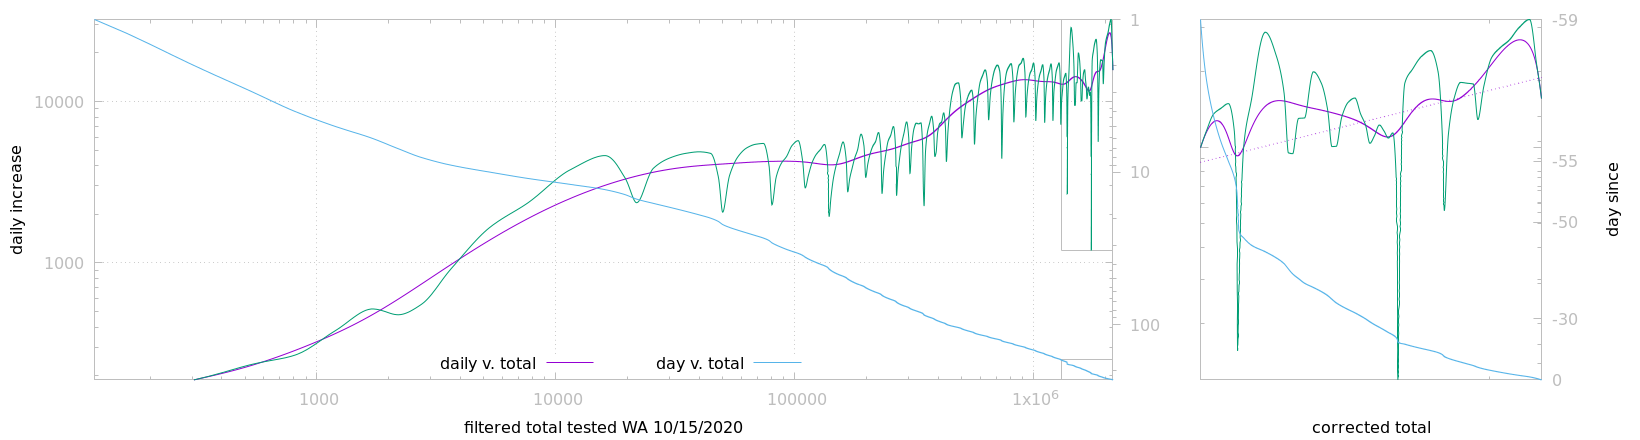 daily increase
10000
1000
1
10
100
daily v. total
day v. total
1000
10000
100000
1x10⁶
filtered total tested WA 10/15/2020
-59
-55
-50
-30
0
day since
corrected total